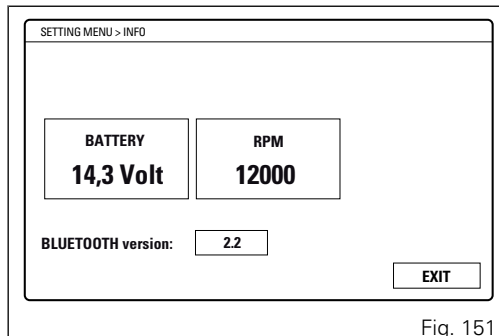 SETTING MENU > INFO
BATTERY
14,3 Volt
RPM
12000
BLUETOOTH version: 2.2
EXIT
Fig. 151